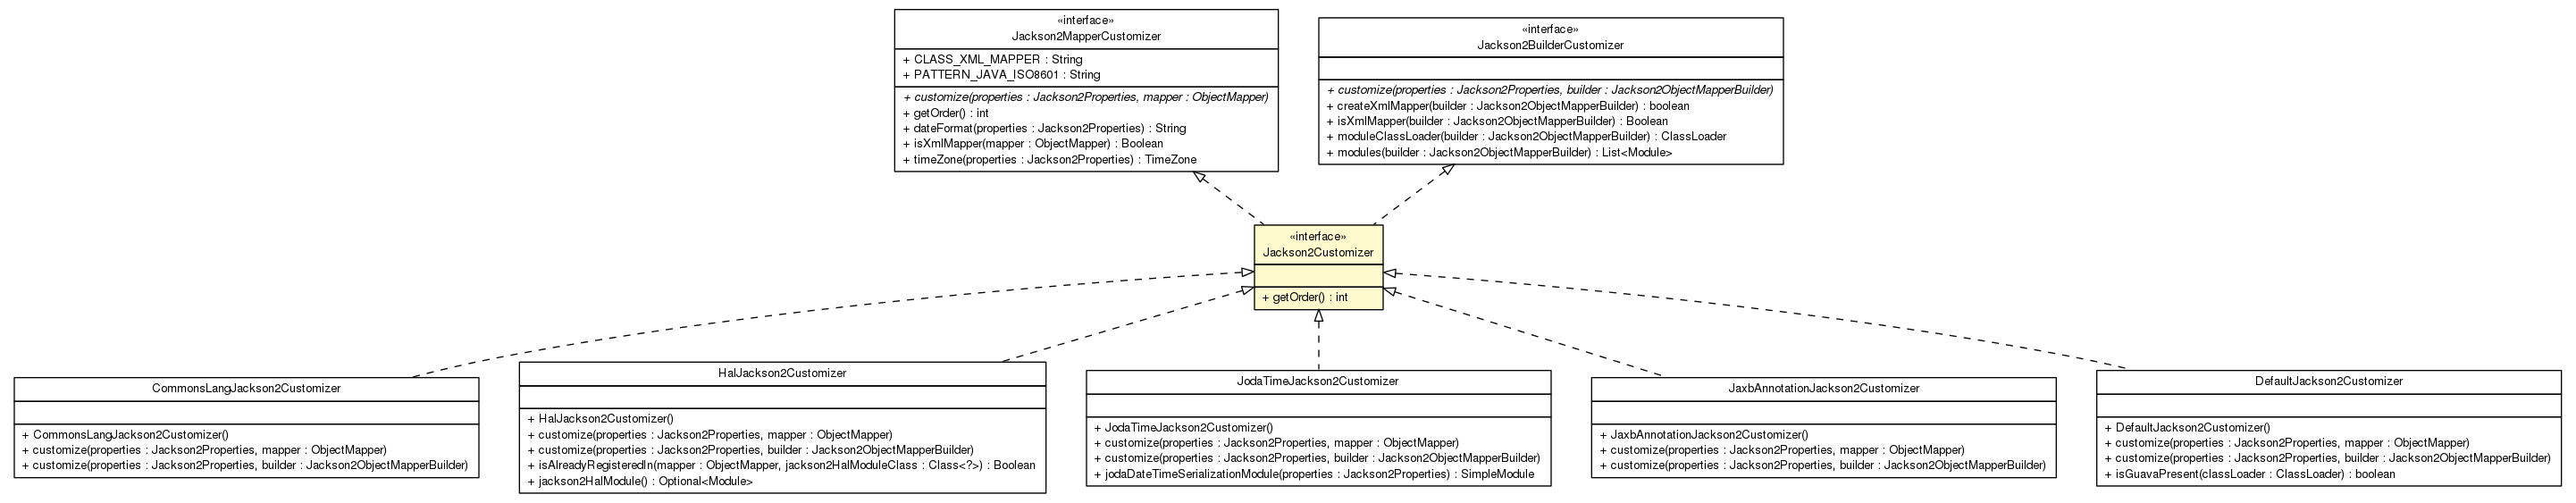 «interface»
Jackson2MapperCustomizer
+ CLASS_XML_MAPPER : String
+ PATTERN_JAVA_ISO8601 : String
+ customize(properties : Jackson2Properties, mapper : ObjectMapper)
+ getOrder() : int
+ dateFormat(properties : Jackson2Properties) : String
+ isXmlMapper(mapper : ObjectMapper) : Boolean
+ timeZone(properties : Jackson2Properties) : TimeZone
«interface»
Jackson2BuilderCustomizer
+ customize(properties : Jackson2Properties, builder : Jackson2ObjectMapperBuilder)
+ createXmlMapper(builder : Jackson2ObjectMapperBuilder) : boolean
+ isXmlMapper(builder : Jackson2ObjectMapperBuilder) : Boolean
+ moduleClassLoader(builder : Jackson2ObjectMapperBuilder) : ClassLoader
+ modules(builder : Jackson2ObjectMapperBuilder) : List<Module>
«interface»
Jackson2Customizer
+ getOrder() : int
CommonsLangJackson2Customizer
+ CommonsLangJackson2Customizer()
+ customize(properties : Jackson2Properties, mapper : ObjectMapper)
+ customize(properties : Jackson2Properties, builder : Jackson2ObjectMapperBuilder)
HalJackson2Customizer
+ HalJackson2Customizer()
+ customize(properties : Jackson2Properties, mapper : ObjectMapper)
+ customize(properties : Jackson2Properties, builder : Jackson2ObjectMapperBuilder)
+ isAlreadyRegisteredIn(mapper : ObjectMapper, jackson2HalModuleClass : Class<?>) : Boolean
+ jackson2HalModule() : Optional<Module>
JodaTimeJackson2Customizer
+ JodaTimeJackson2Customizer()
+ customize(properties : Jackson2Properties, mapper : ObjectMapper)
+ customize(properties : Jackson2Properties, builder : Jackson2ObjectMapperBuilder)
+ jodaDateTimeSerializationModule(properties : Jackson2Properties) : SimpleModule
JaxbAnnotationJackson2Customizer
+ JaxbAnnotationJackson2Customizer()
+ customize(properties : Jackson2Properties, mapper : ObjectMapper)
+ customize(properties : Jackson2Properties, builder : Jackson2ObjectMapperBuilder)
DefaultJackson2Customizer
+ DefaultJackson2Customizer()
+ customize(properties : Jackson2Properties, mapper : ObjectMapper)
+ customize(properties : Jackson2Properties, builder : Jackson2ObjectMapperBuilder)
+ isGuavaPresent(classLoader : ClassLoader) : boolean